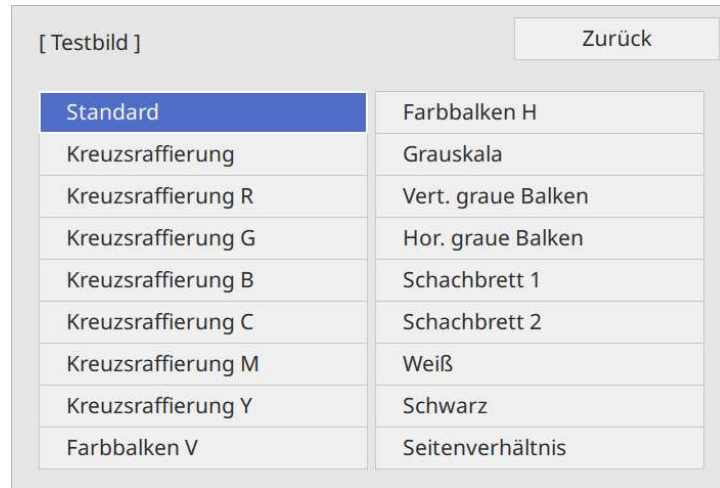 [ Testbild ]
Zurück
Standard
Kreuzsraffierung
Kreuzsraffierung R
Kreuzsraffierung G
Kreuzsraffierung B
Kreuzsraffierung C
Kreuzsraffierung M
Kreuzsraffierung Y
Farbbalken V
Farbbalken H
Grauskala
Vert. graue Balken
Hor. graue Balken
Schachbrett 1
Schachbrett 2
Weiß
Schwarz
Seitenverhältnis